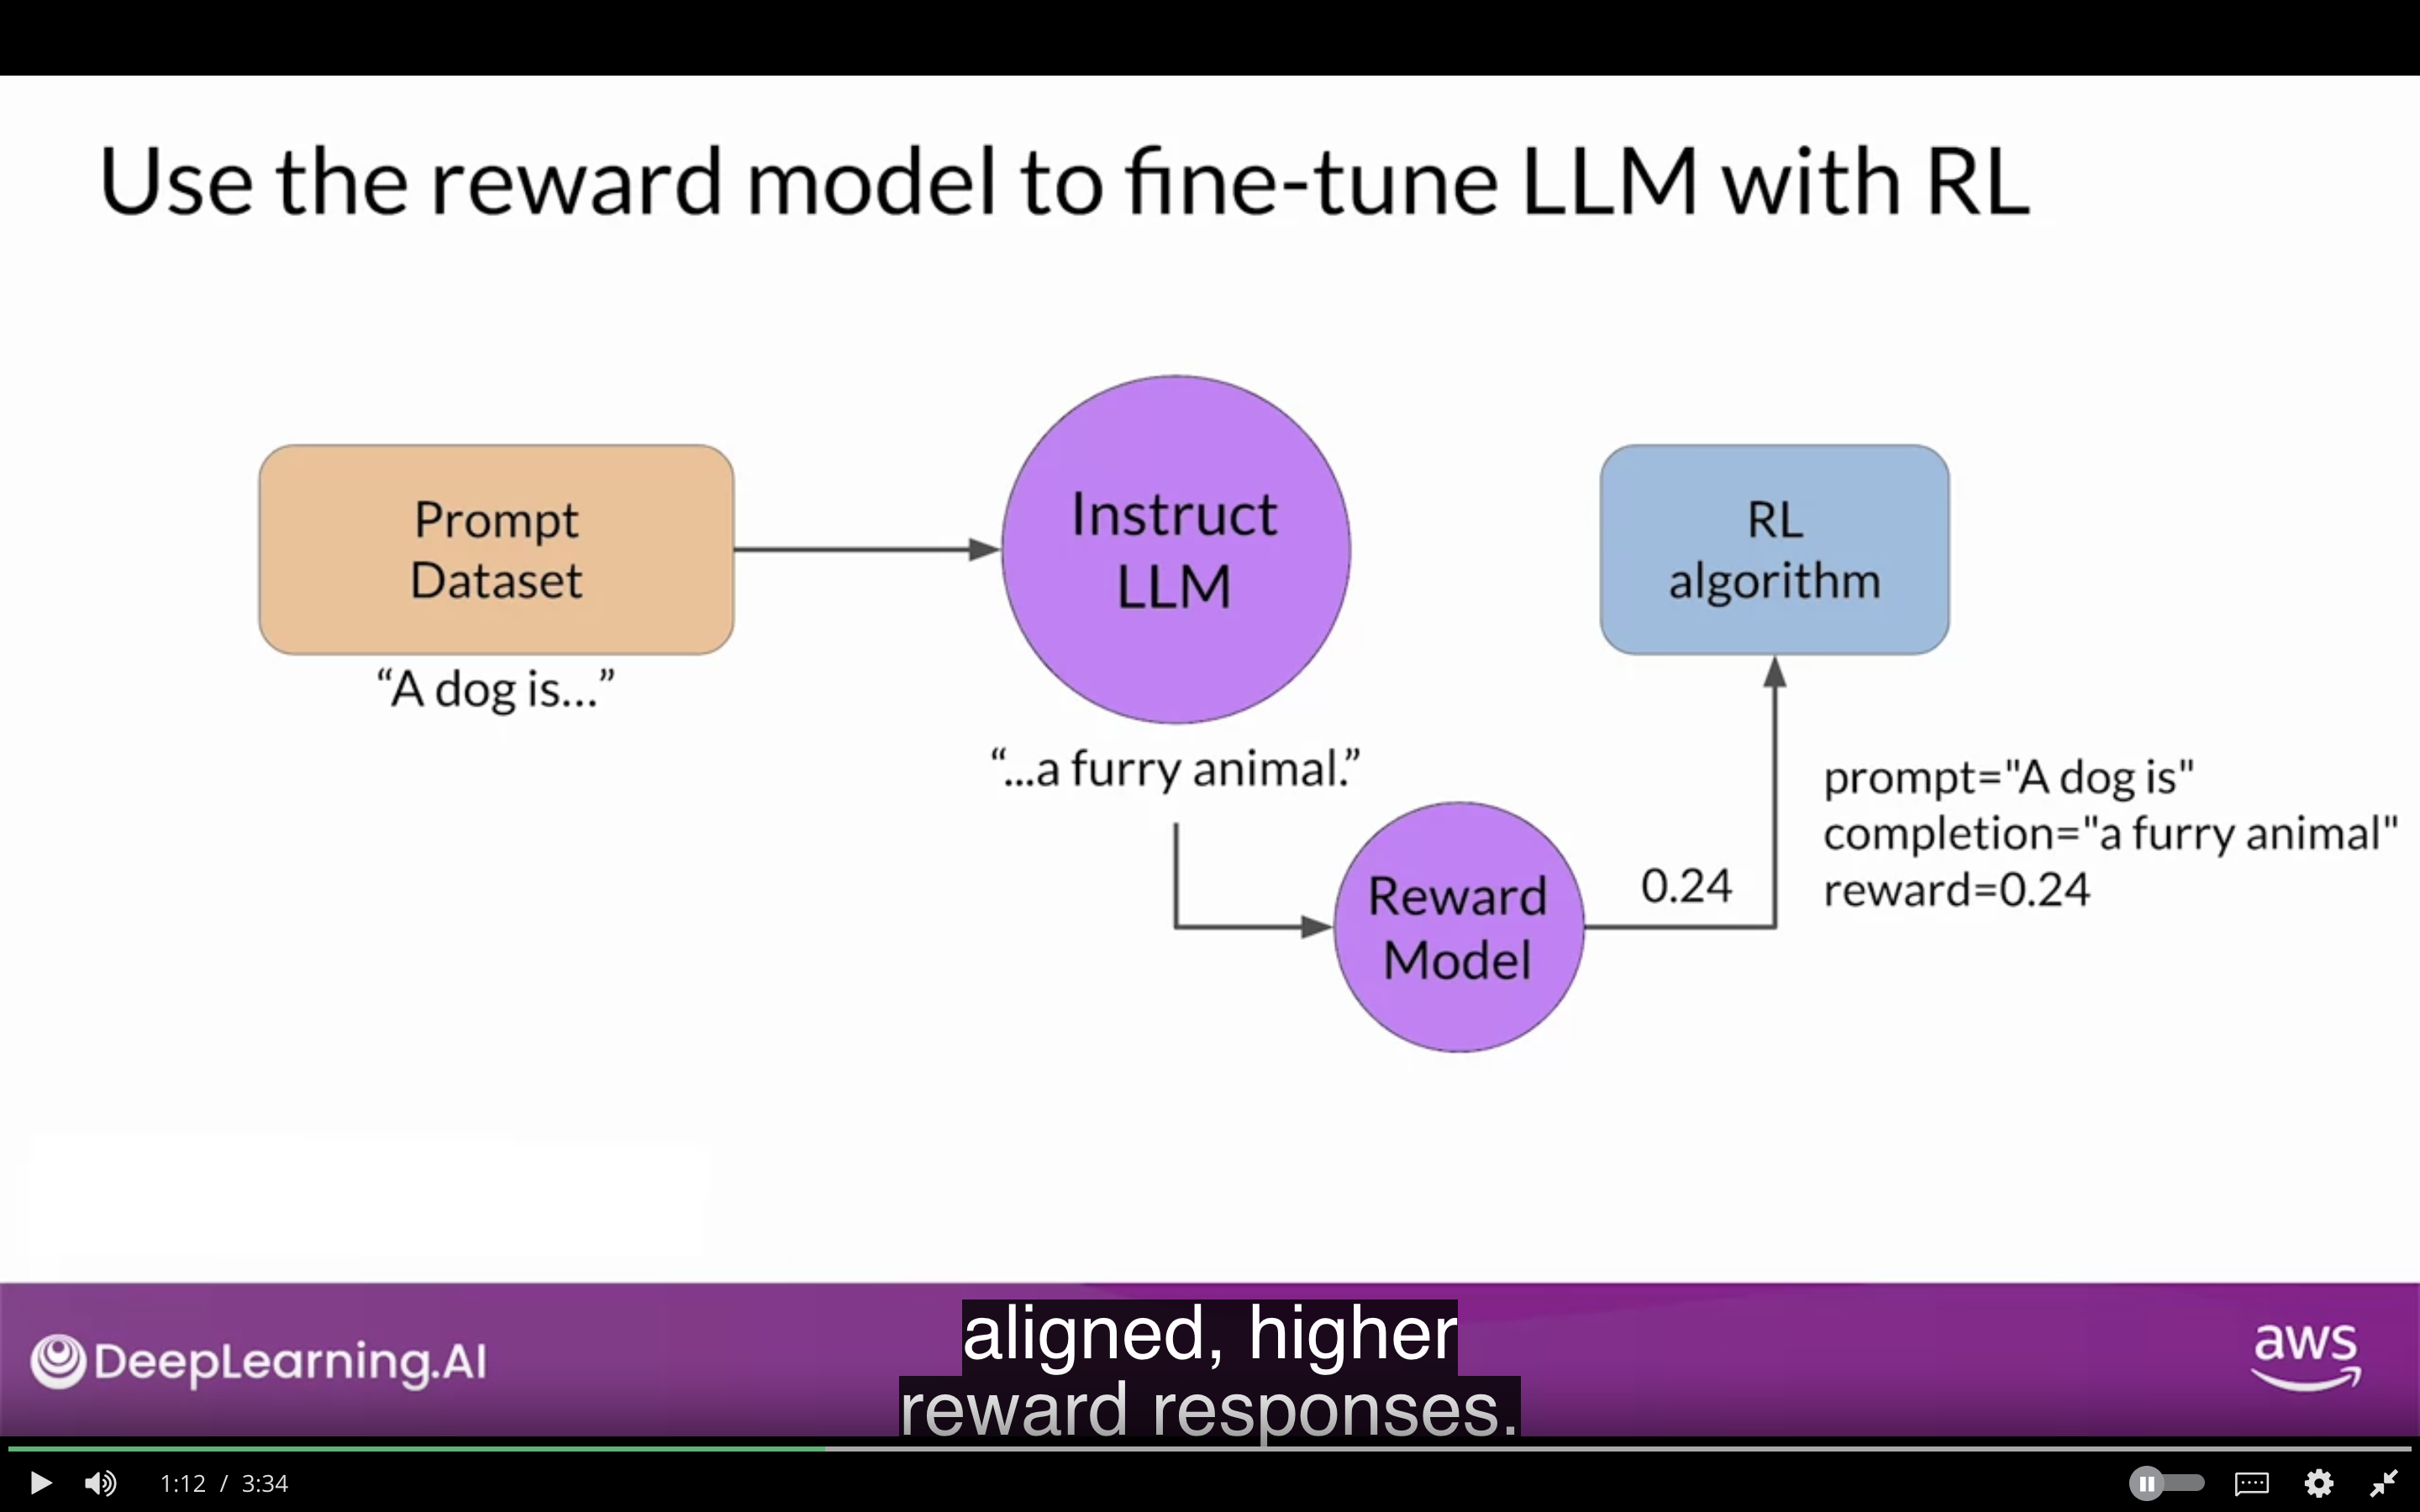 Use the reward model to fine-tune LLM with RL
Prompt
Dataset
“A dog is...”
Instruct
LLM
“...a furry animal.”
Reward
Model
0.24
RL
algorithm
prompt="A dog is"
completion="a furry animal"
reward=0.24
DeepLearning.AI
aligned, higher
reward responses.
aws
1:12 / 3:34